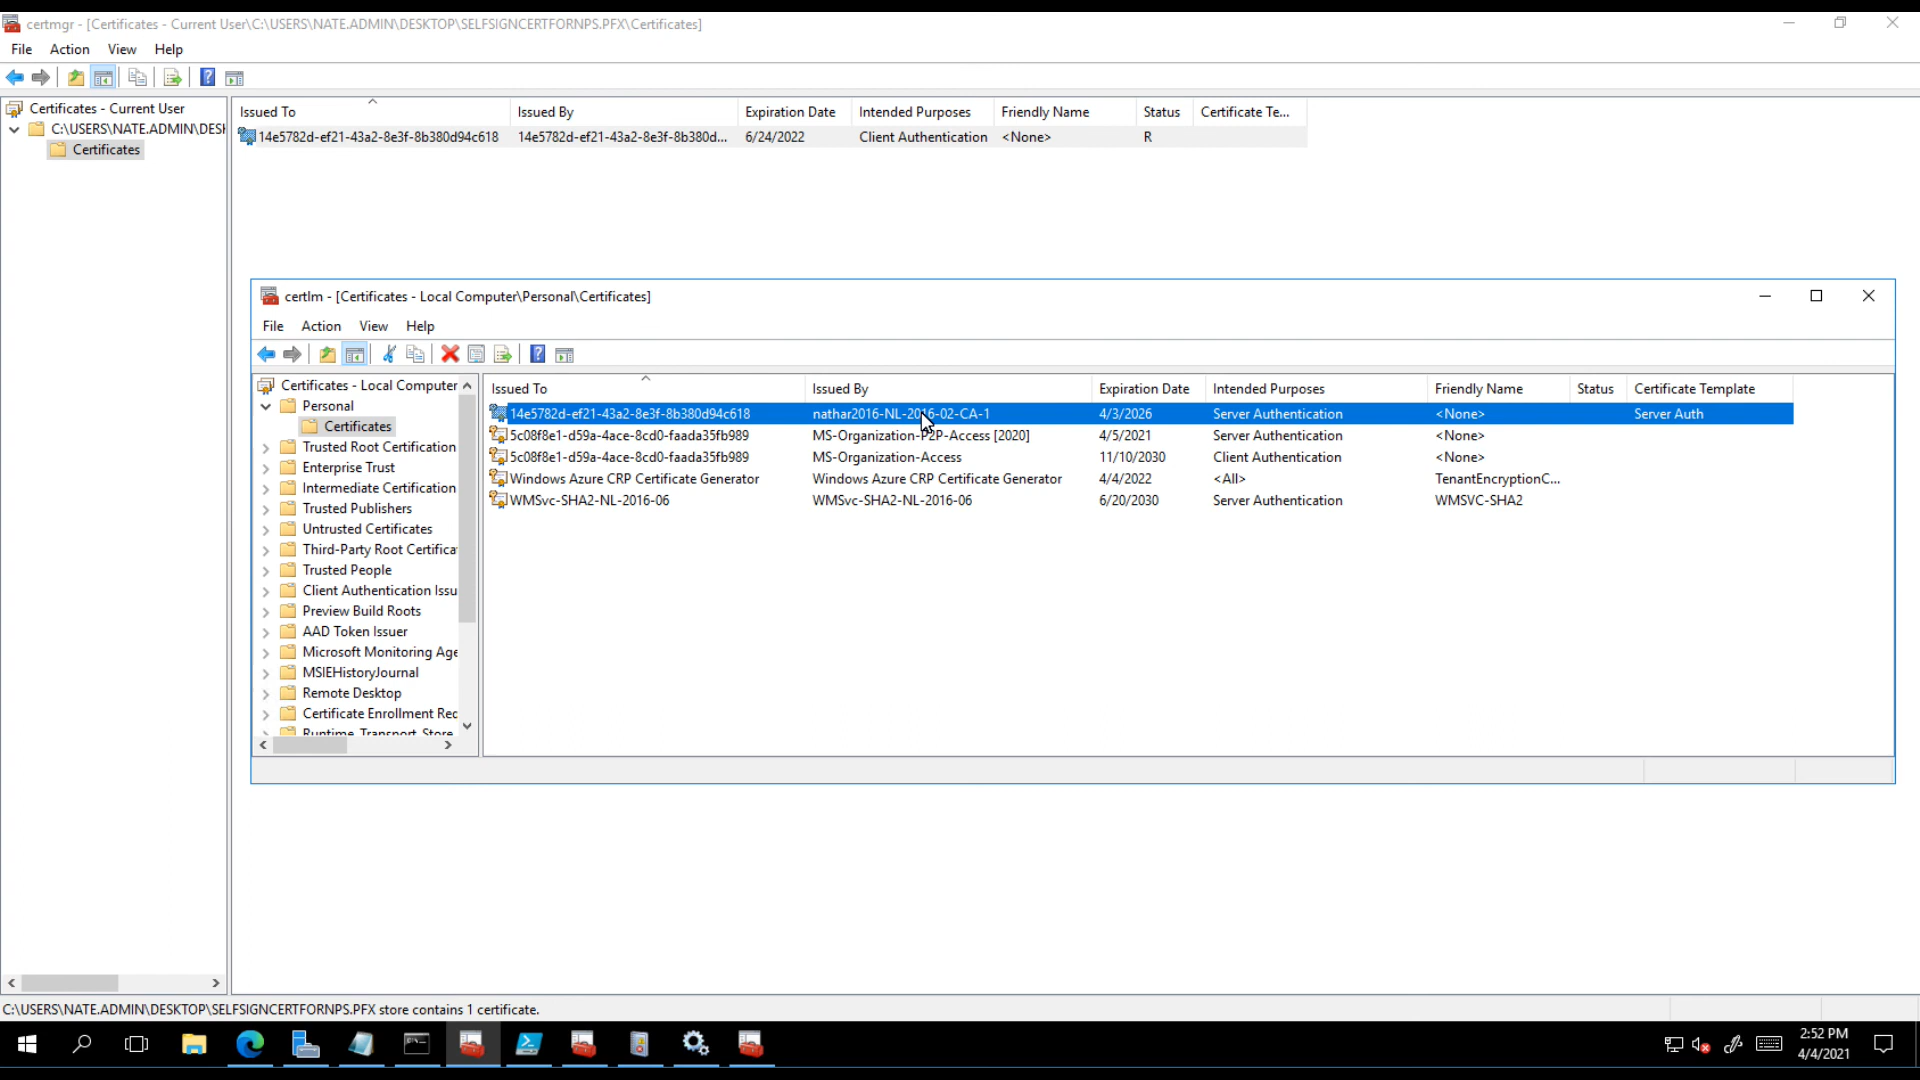 certmgr - [Certificates - Current User\C:\USERS\NATE.ADMIN\DESKTOP\SELFSIGNCERTFORNPS.PFX\Certificates]
File Action View Help
Certificates - Current User
C:\USERS\NATE.ADMIN\DESK
Certificates
Issued To Issued By Expiration Date Intended Purposes Friendly Name Status Certificate Te...
14e5782d-ef21-43a2-8e3f-8b380d94c618 14e5782d-ef21-43a2-8e3f-8b380d... 6/24/2022 Client Authentication <None> R
certlm - [Certificates - Local Computer\Personal\Certificates]
File Action View Help
Certificates - Local Computer
Personal
Certificates
Trusted Root Certification
Enterprise Trust
Intermediate Certification
Trusted Publishers
Untrusted Certificates
Third-Party Root Certifica
Trusted People
Client Authentication Issu
Preview Build Roots
AAD Token Issuer
Microsoft Monitoring Age
MSIEHistoryJournal
Remote Desktop
Certificate Enrollment Rec
Runtime_Transport_Store
Issued To Issued By Expiration Date Intended Purposes Friendly Name Status Certificate Template
14e5782d-ef21-43a2-8e3f-8b380d94c618 nathar2016-NL-2016-02-CA-1 4/3/2026 Server Authentication <None> Server Auth
5c08f8e1-d59a-4ace-8cd0-faada35fb989 MS-Organization-P2P-Access [2020] 4/5/2021 Server Authentication <None>
5c08f8e1-d59a-4ace-8cd0-faada35fb989 MS-Organization-Access 11/10/2030 Client Authentication <None>
Windows Azure CRP Certificate Generator Windows Azure CRP Certificate Generator 4/4/2022 <All> TenantEncryptionC...
WMSvc-SHA2-NL-2016-06 WMSvc-SHA2-NL-2016-06 6/20/2030 Server Authentication WMSVC-SHA2
C:\USERS\NATE.ADMIN\DESKTOP\SELFSIGNCERTFORNPS.PFX store contains 1 certificate.
2:52 PM
4/4/2021